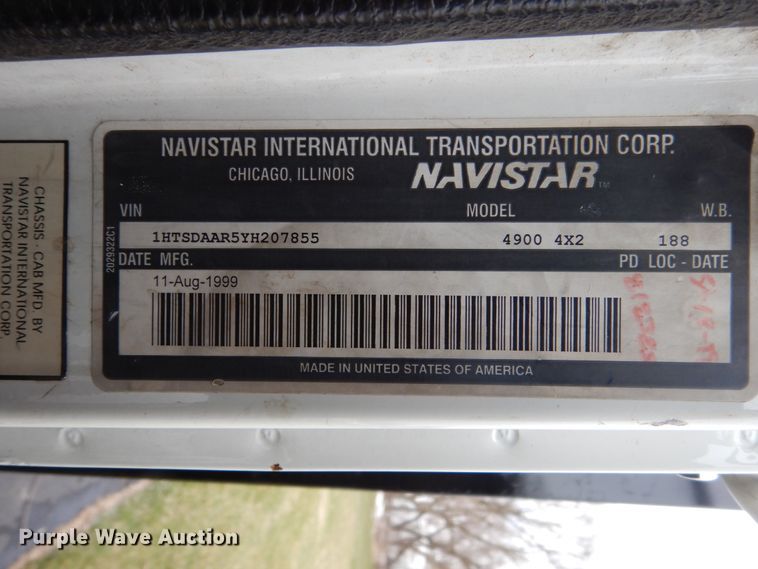 NAVISTAR INTERNATIONAL TRANSPORTATION CORP.
CHICAGO, ILLINOIS NAVISTAR TM
VIN MODEL W.B.
1HTSDAAR5YH207855 4900 4X2 188
DATE MFG. PD LOC - DATE
11-Aug-1999
MADE IN UNITED STATES OF AMERICA
2029322C1
CHASSIS - CAB MFD. BY
NAVISTAR INTERNATIONAL
TRANSPORTATION CORP.
Purple Wave Auction